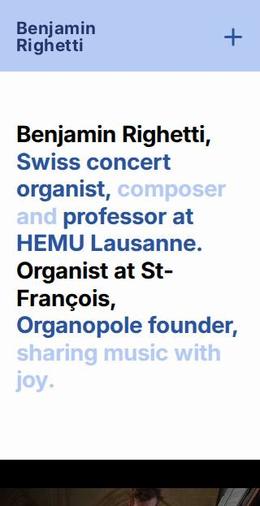 Benjamin
Righetti
Benjamin Righetti,
Swiss concert
organist, composer
and professor at
HEMU Lausanne.
Organist at St-
François,
Organopole founder,
sharing music with
joy.